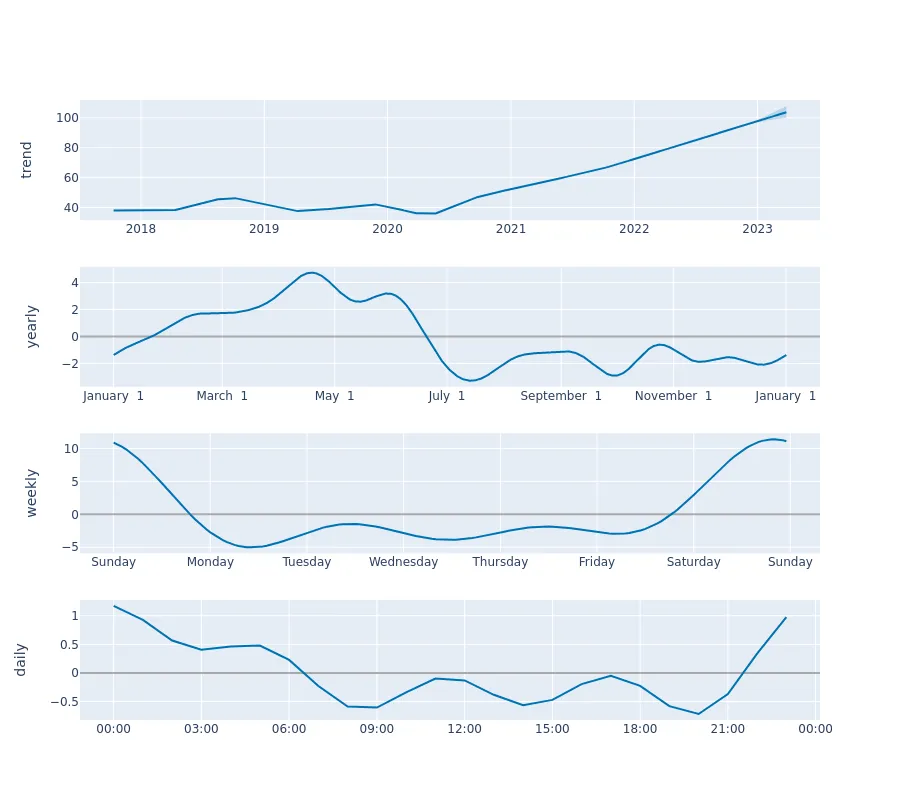 trend
100
80
60
40
2018 2019 2020 2021 2022 2023
yearly
4
2
0
−2
January 1 March 1 May 1 July 1 September 1 November 1 January 1
weekly
10
5
0
−5
Sunday Monday Tuesday Wednesday Thursday Friday Saturday Sunday
daily
1
0.5
0
−0.5
00:00 03:00 06:00 09:00 12:00 15:00 18:00 21:00 00:00